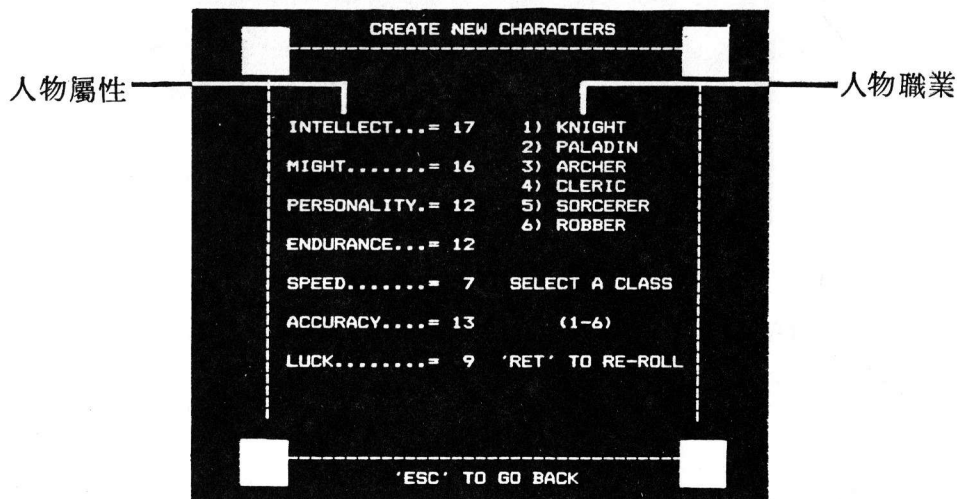 CREATE NEW CHARACTERS
人物屬性
人物職業
INTELLECT...= 17
MIGHT.......= 16
PERSONALITY.= 12
ENDURANCE...= 12
SPEED.......= 7
ACCURACY....= 13
LUCK........= 9
1) KNIGHT
2) PALADIN
3) ARCHER
4) CLERIC
5) SORCERER
6) ROBBER
SELECT A CLASS
(1-6)
'RET' TO RE-ROLL
'ESC' TO GO BACK